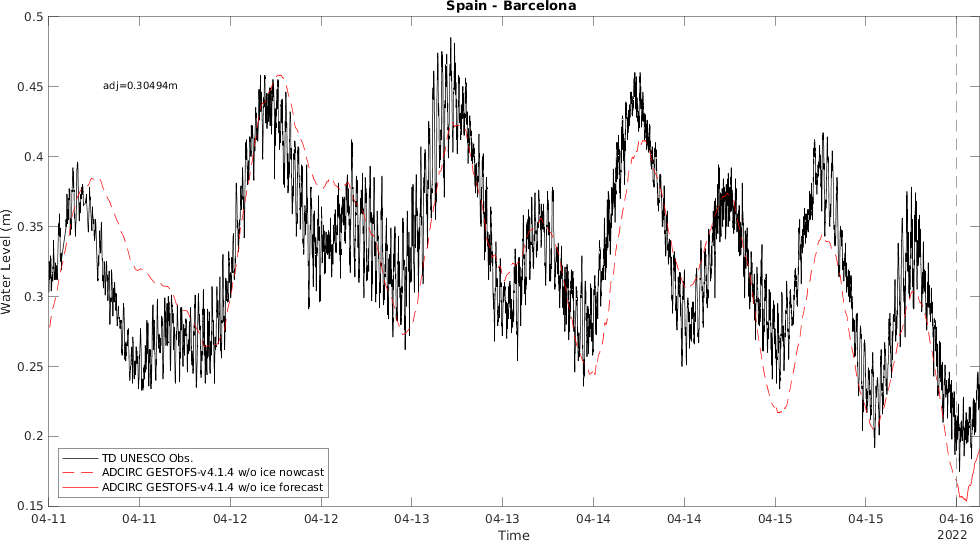 Spain - Barcelona
adj=0.30494m
Water Level (m)
0.5
0.45
0.4
0.35
0.3
0.25
0.2
0.15
TD UNESCO Obs.
ADCIRC GESTOFS-v4.1.4 w/o ice nowcast
ADCIRC GESTOFS-v4.1.4 w/o ice forecast
04-11 04-11 04-12 04-12 04-13 04-13 04-14 04-14 04-15 04-15 04-16
2022
Time